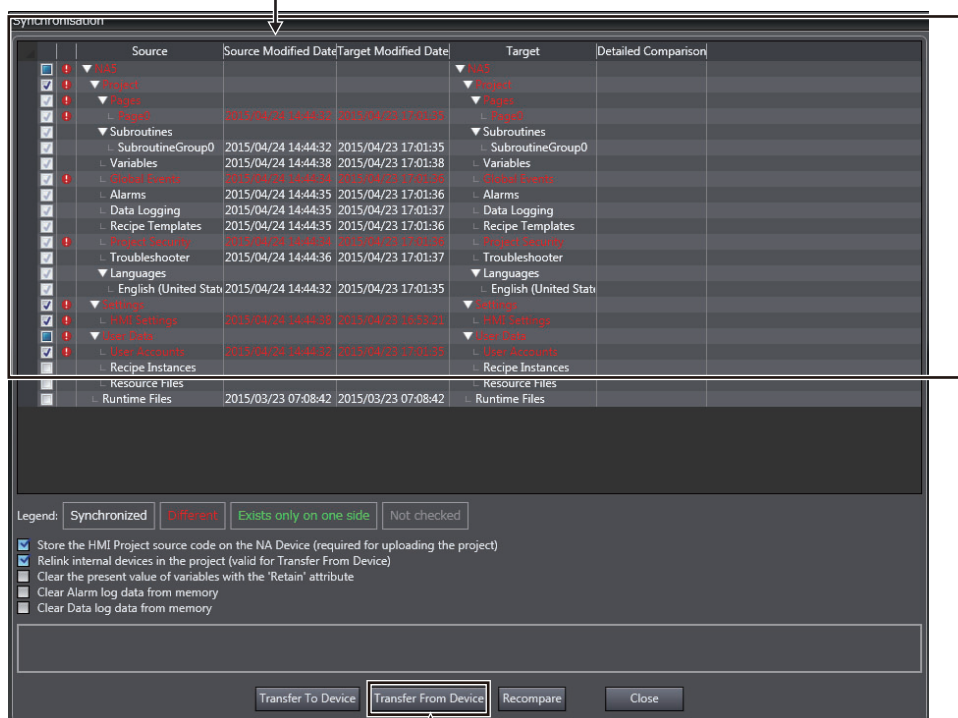 Synchronisation
Source Source Modified Date Target Modified Date Target Detailed Comparison
NA5 NA5
Project Project
Pages Pages
Page0 Page0
Subroutines Subroutines
SubroutineGroup0 2015/04/24 14:44:32 2015/04/23 17:01:35 SubroutineGroup0
Variables 2015/04/24 14:44:38 2015/04/23 17:01:38 Variables
Global Events Global Events
Alarms 2015/04/24 14:44:35 2015/04/23 17:01:36 Alarms
Data Logging 2015/04/24 14:44:35 2015/04/23 17:01:37 Data Logging
Recipe Templates 2015/04/24 14:44:35 2015/04/23 17:01:36 Recipe Templates
Project Security Project Security
Troubleshooter 2015/04/24 14:44:36 2015/04/23 17:01:37 Troubleshooter
Languages Languages
English (United Stat 2015/04/24 14:44:32 2015/04/23 17:01:35 English (United Stat
Settings Settings
HMI Settings HMI Settings
User Data User Data
User Accounts User Accounts
Recipe Instances Recipe Instances
Resource Files Resource Files
Runtime Files 2015/03/23 07:08:42 2015/03/23 07:08:42 Runtime Files
Legend: Synchronized Different Exists only on one side Not checked
Store the HMI Project source code on the NA Device (required for uploading the project)
Relink internal devices in the project (valid for Transfer From Device)
Clear the present value of variables with the 'Retain' attribute
Clear Alarm log data from memory
Clear Data log data from memory
Transfer To Device Transfer From Device Recompare Close